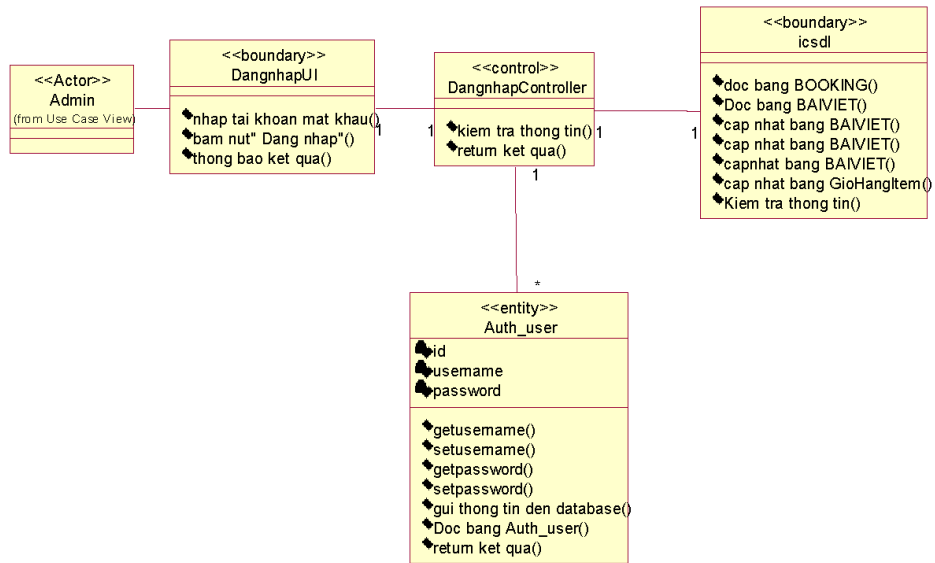 <<Actor>>
Admin
(from Use Case View)
<<boundary>>
DangnhapUI
nhap tai khoan mat khau()
bam nut" Dang nhap"()
thong bao ket qua()
1
1
<<control>>
DangnhapController
kiem tra thong tin()
return ket qua()
1
1
1
*
<<boundary>>
icsdl
doc bang BOOKING()
Doc bang BAIVIET()
cap nhat bang BAIVIET()
cap nhat bang BAIVIET()
capnhat bang BAIVIET()
cap nhat bang GioHangItem()
Kiem tra thong tin()
<<entity>>
Auth_user
id
username
password
getusername()
setusername()
getpassword()
setpassword()
gui thong tin den database()
Doc bang Auth_user()
return ket qua()